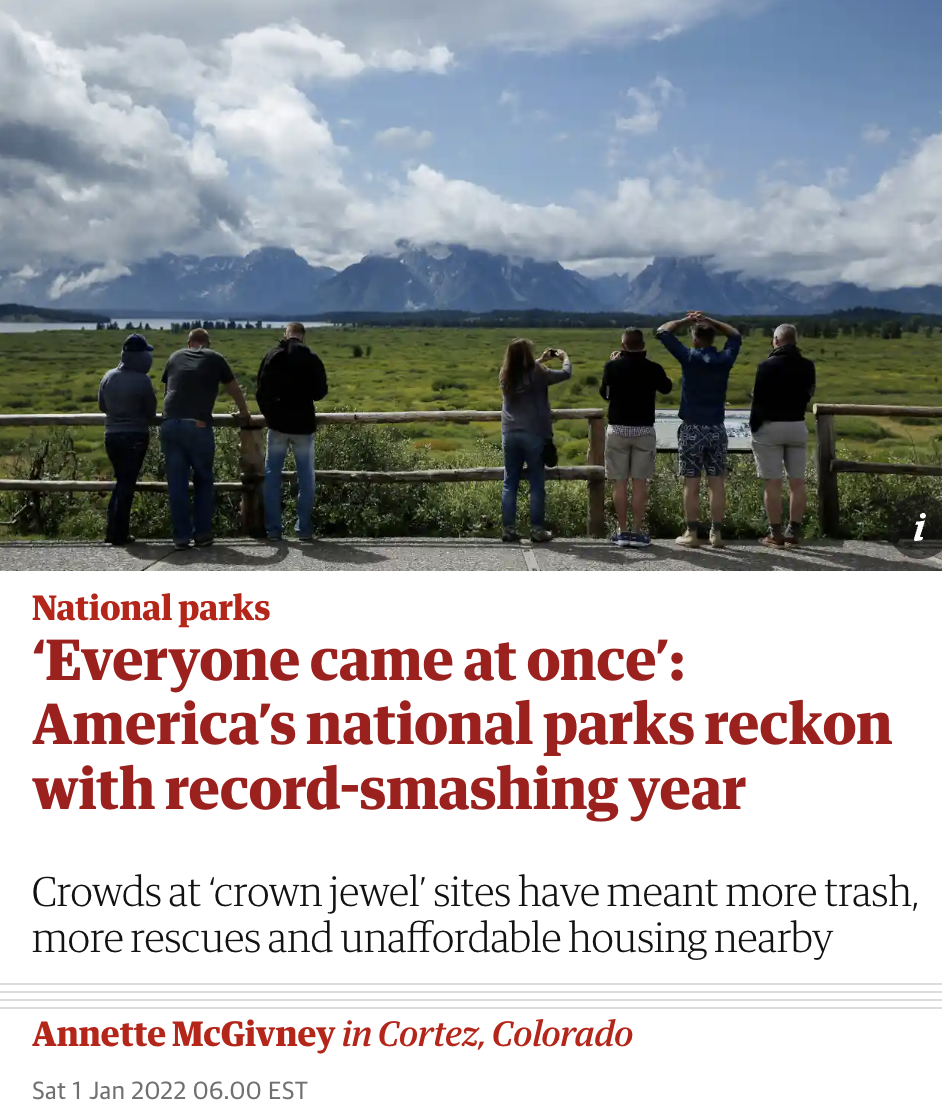 i
National parks
‘Everyone came at once’:
America’s national parks reckon
with record-smashing year
Crowds at ‘crown jewel’ sites have meant more trash,
more rescues and unaffordable housing nearby
Annette McGivney in Cortez, Colorado
Sat 1 Jan 2022 06.00 EST